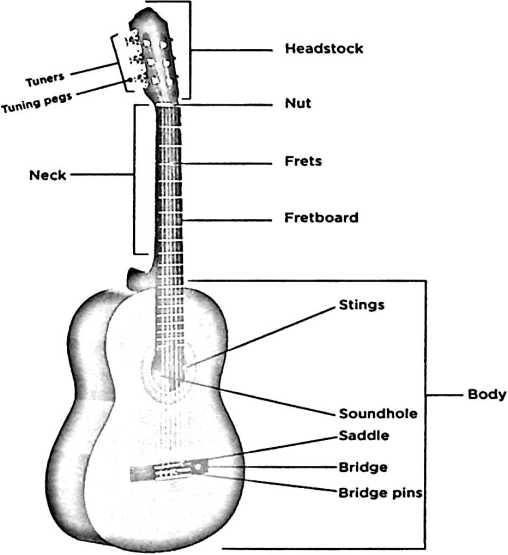 Headstock
Tuners
Tuning pegs
Nut
Neck
Frets
Fretboard
Stings
Body
Soundhole
Saddle
Bridge
Bridge pins